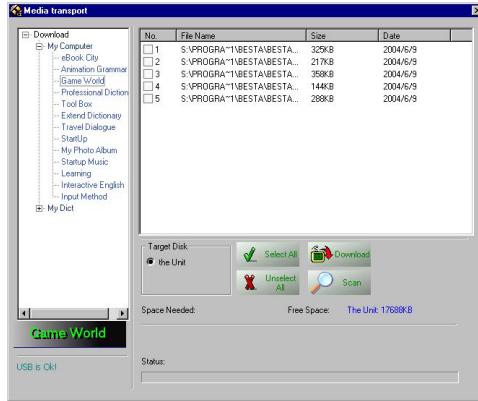 Media transport
Download
My Computer
eBook City
Animation Grammar
Game World
Professional Diction
Tool Box
Extend Dictionary
Travel Dialogue
StartUp
My Photo Album
Startup Music
Learning
Interactive English
Input Method
My Dict
No. File Name Size Date
1 S:\PROGRA~1\BESTA\BESTA... 325KB 2004/6/9
2 S:\PROGRA~1\BESTA\BESTA... 217KB 2004/6/9
3 S:\PROGRA~1\BESTA\BESTA... 358KB 2004/6/9
4 S:\PROGRA~1\BESTA\BESTA... 144KB 2004/6/9
5 S:\PROGRA~1\BESTA\BESTA... 288KB 2004/6/9
Target Disk
the Unit
Select All
Download
Unselect
All
Scan
Space Needed: Free Space: The Unit: 17688KB
Game World
USB is Ok!
Status: